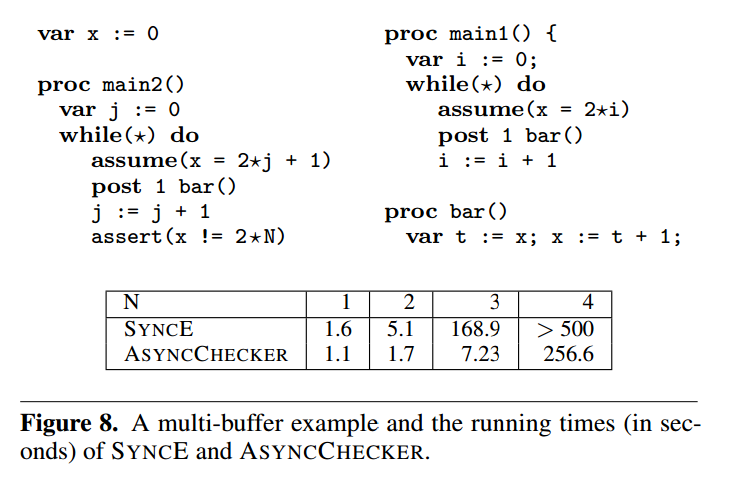 var x := 0
proc main2()
var j := 0
while(⋆) do
assume(x = 2*j + 1)
post 1 bar()
j := j + 1
assert(x != 2*N)
proc main1() {
var i := 0;
while(⋆) do
assume(x = 2*i)
post 1 bar()
i := i + 1
proc bar()
var t := x; x := t + 1;
N 1 2 3 4
SYNCE 1.6 5.1 168.9 > 500
ASYNCCHECKER 1.1 1.7 7.23 256.6
Figure 8. A multi-buffer example and the running times (in sec-
onds) of SYNCE and ASYNCCHECKER.